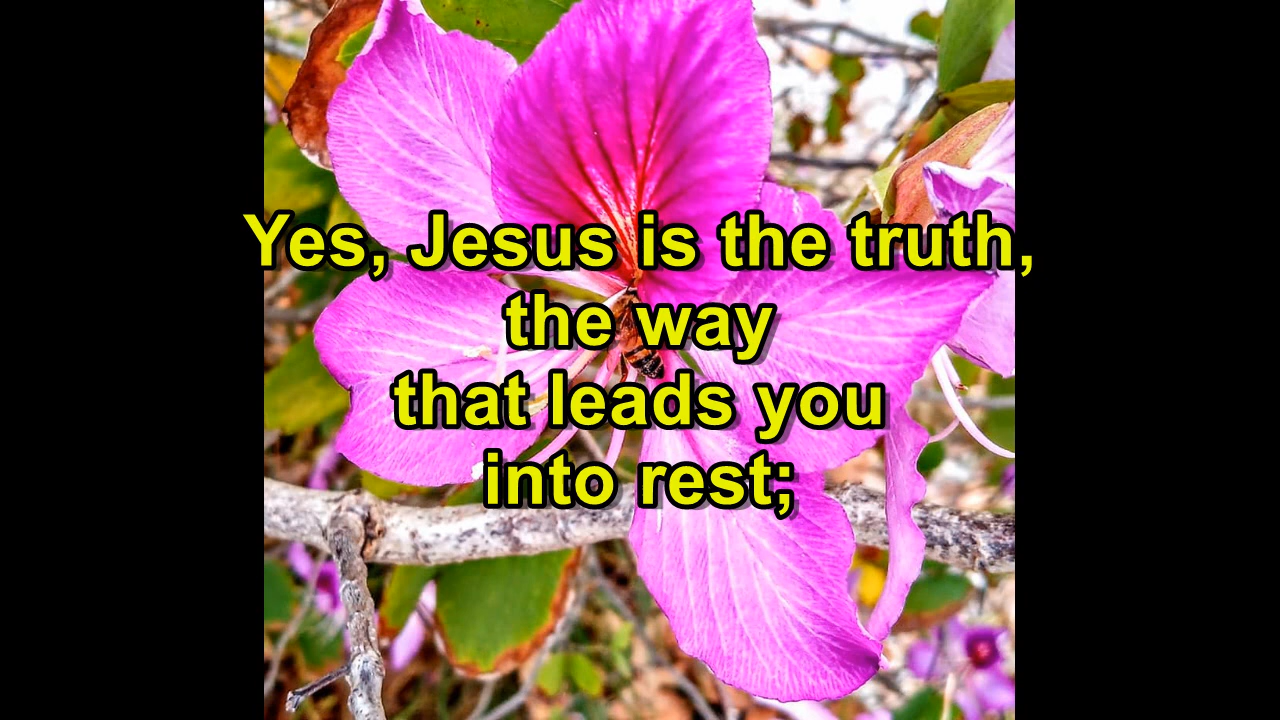 Yes, Jesus is the truth,
the way
that leads you
into rest;